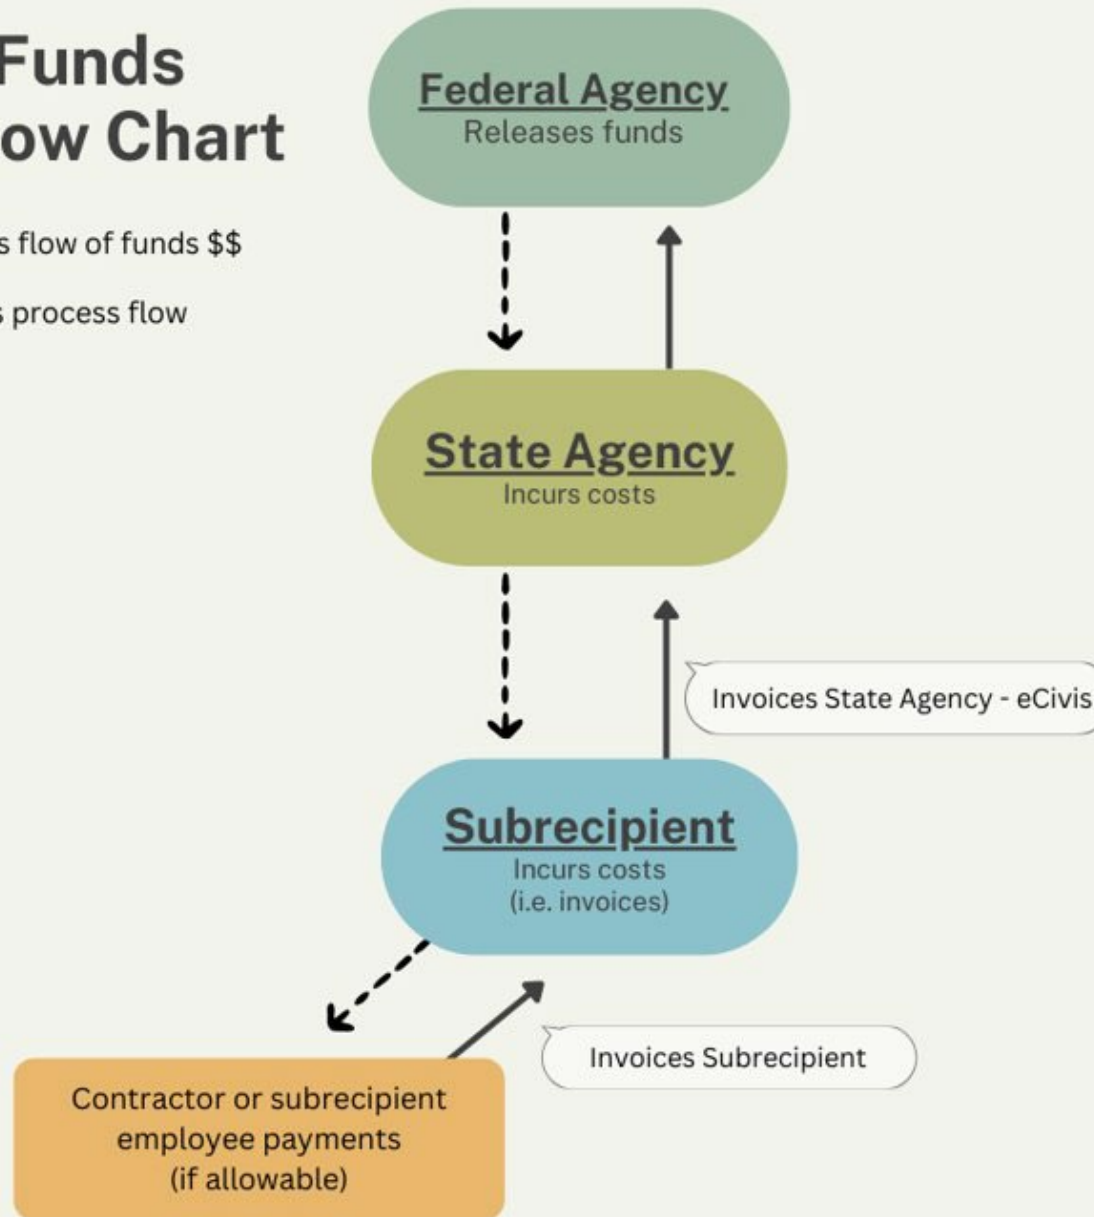 Funds
ow Chart
s flow of funds $$
s process flow
Federal Agency
Releases funds
State Agency
Incurs costs
Invoices State Agency - eCivis
Subrecipient
Incurs costs
(i.e. invoices)
Invoices Subrecipient
Contractor or subrecipient
employee payments
(if allowable)